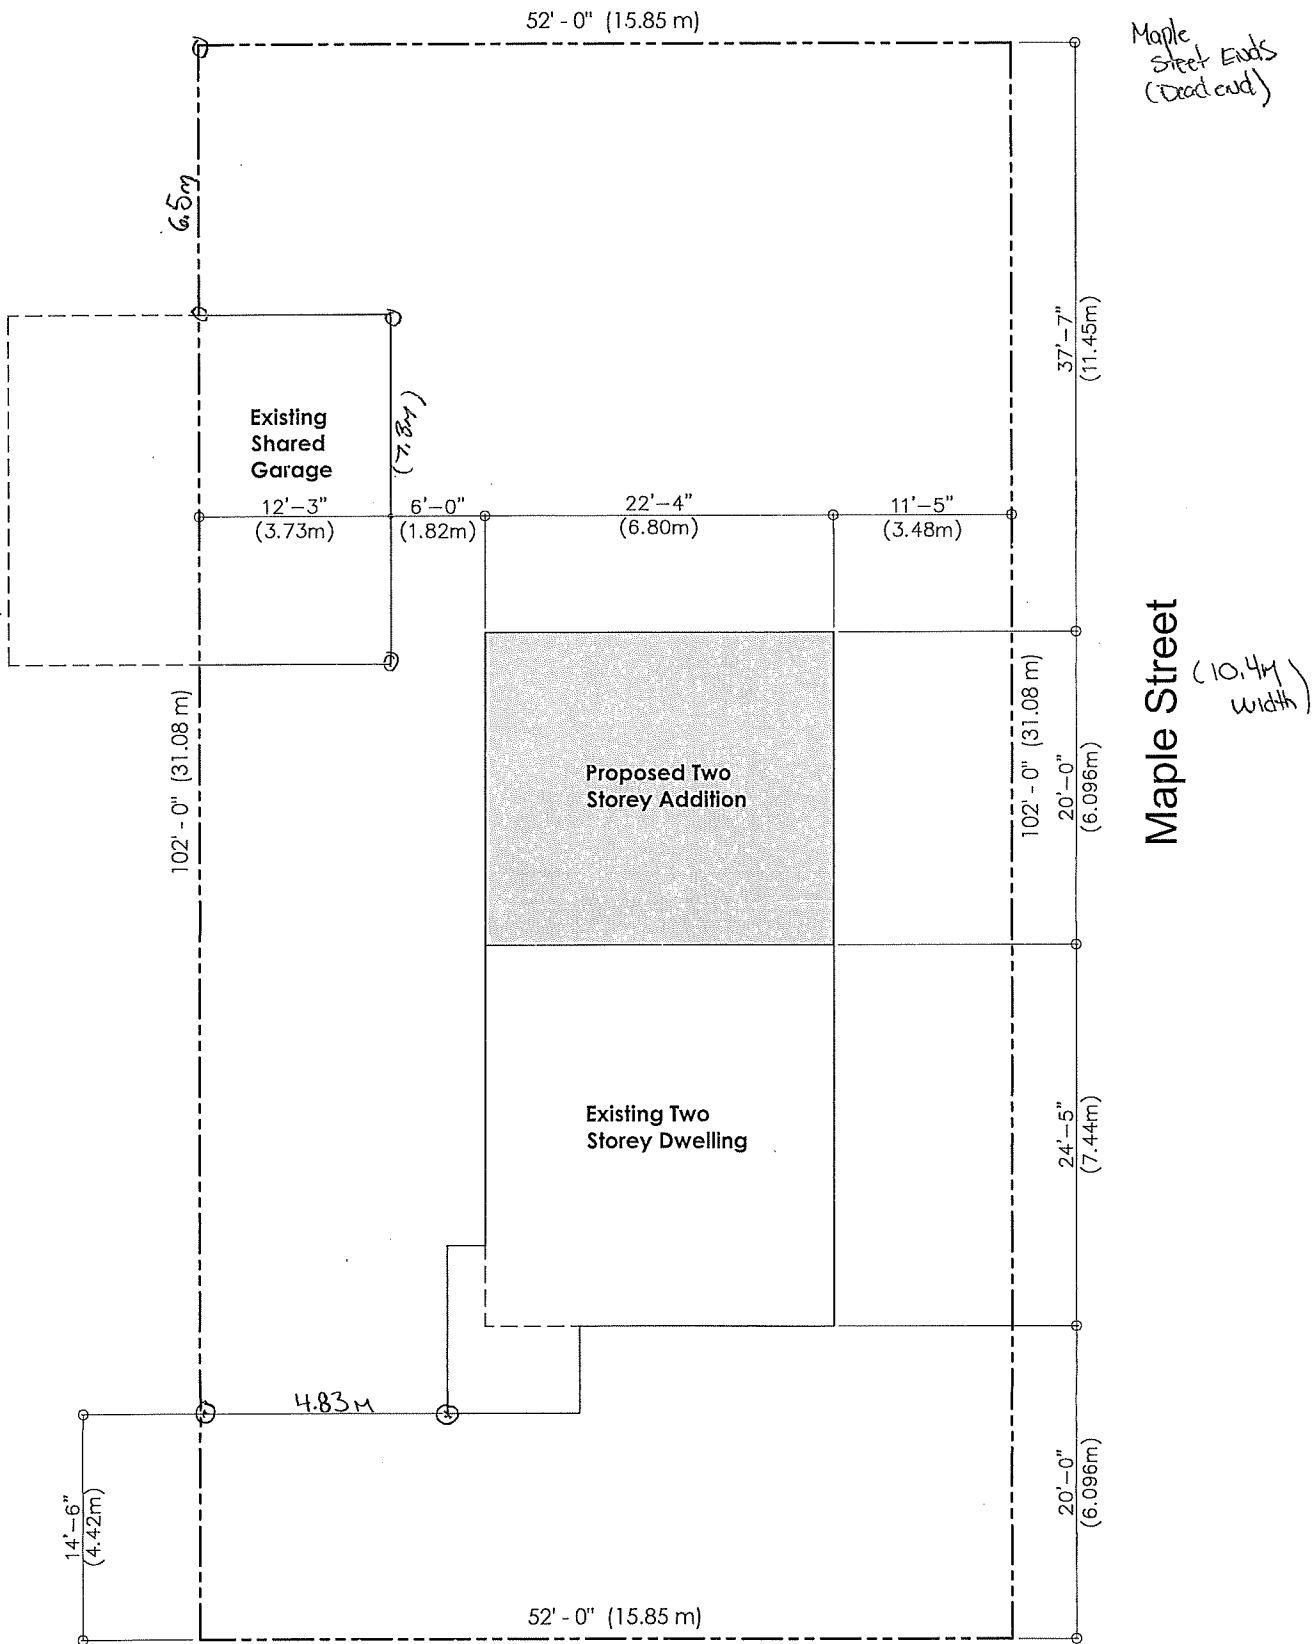 52' - 0" (15.85 m)
Maple
Street Ends
(Dead end)
6.5m
37'-7"
(11.45m)
Existing
Shared
Garage
(7.8M)
12'-3"
(3.73m)
6'-0"
(1.82m)
22'-4"
(6.80m)
11'-5"
(3.48m)
102' - 0" (31.08 m)
Proposed Two
Storey Addition
102' - 0" (31.08 m)
20'-0"
(6.096m)
Maple Street
(10.4M
Width)
Existing Two
Storey Dwelling
24'-5"
(7.44m)
4.83 M
14'-6"
(4.42m)
20'-0"
(6.096m)
52' - 0" (15.85 m)